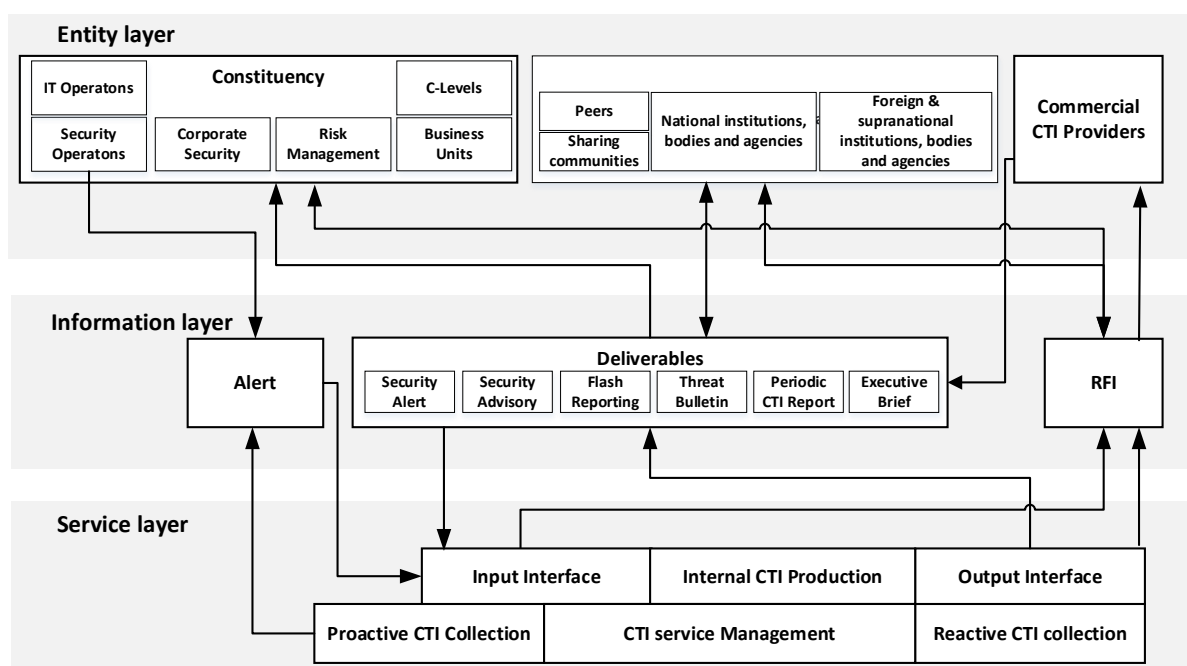 Entity layer
Constituency
IT Operatons
C-Levels
Security
Operatons
Corporate
Security
Risk
Management
Business
Units
Peers
Sharing
communities
National institutions,
bodies and agencies
Foreign &
supranational
institutions, bodies
and agencies
Commercial
CTI Providers
Information layer
Alert
Deliverables
Security
Alert
Security
Advisory
Flash
Reporting
Threat
Bulletin
Periodic
CTI Report
Executive
Brief
RFI
Service layer
Input Interface
Internal CTI Production
Output Interface
Proactive CTI Collection
CTI service Management
Reactive CTI collection